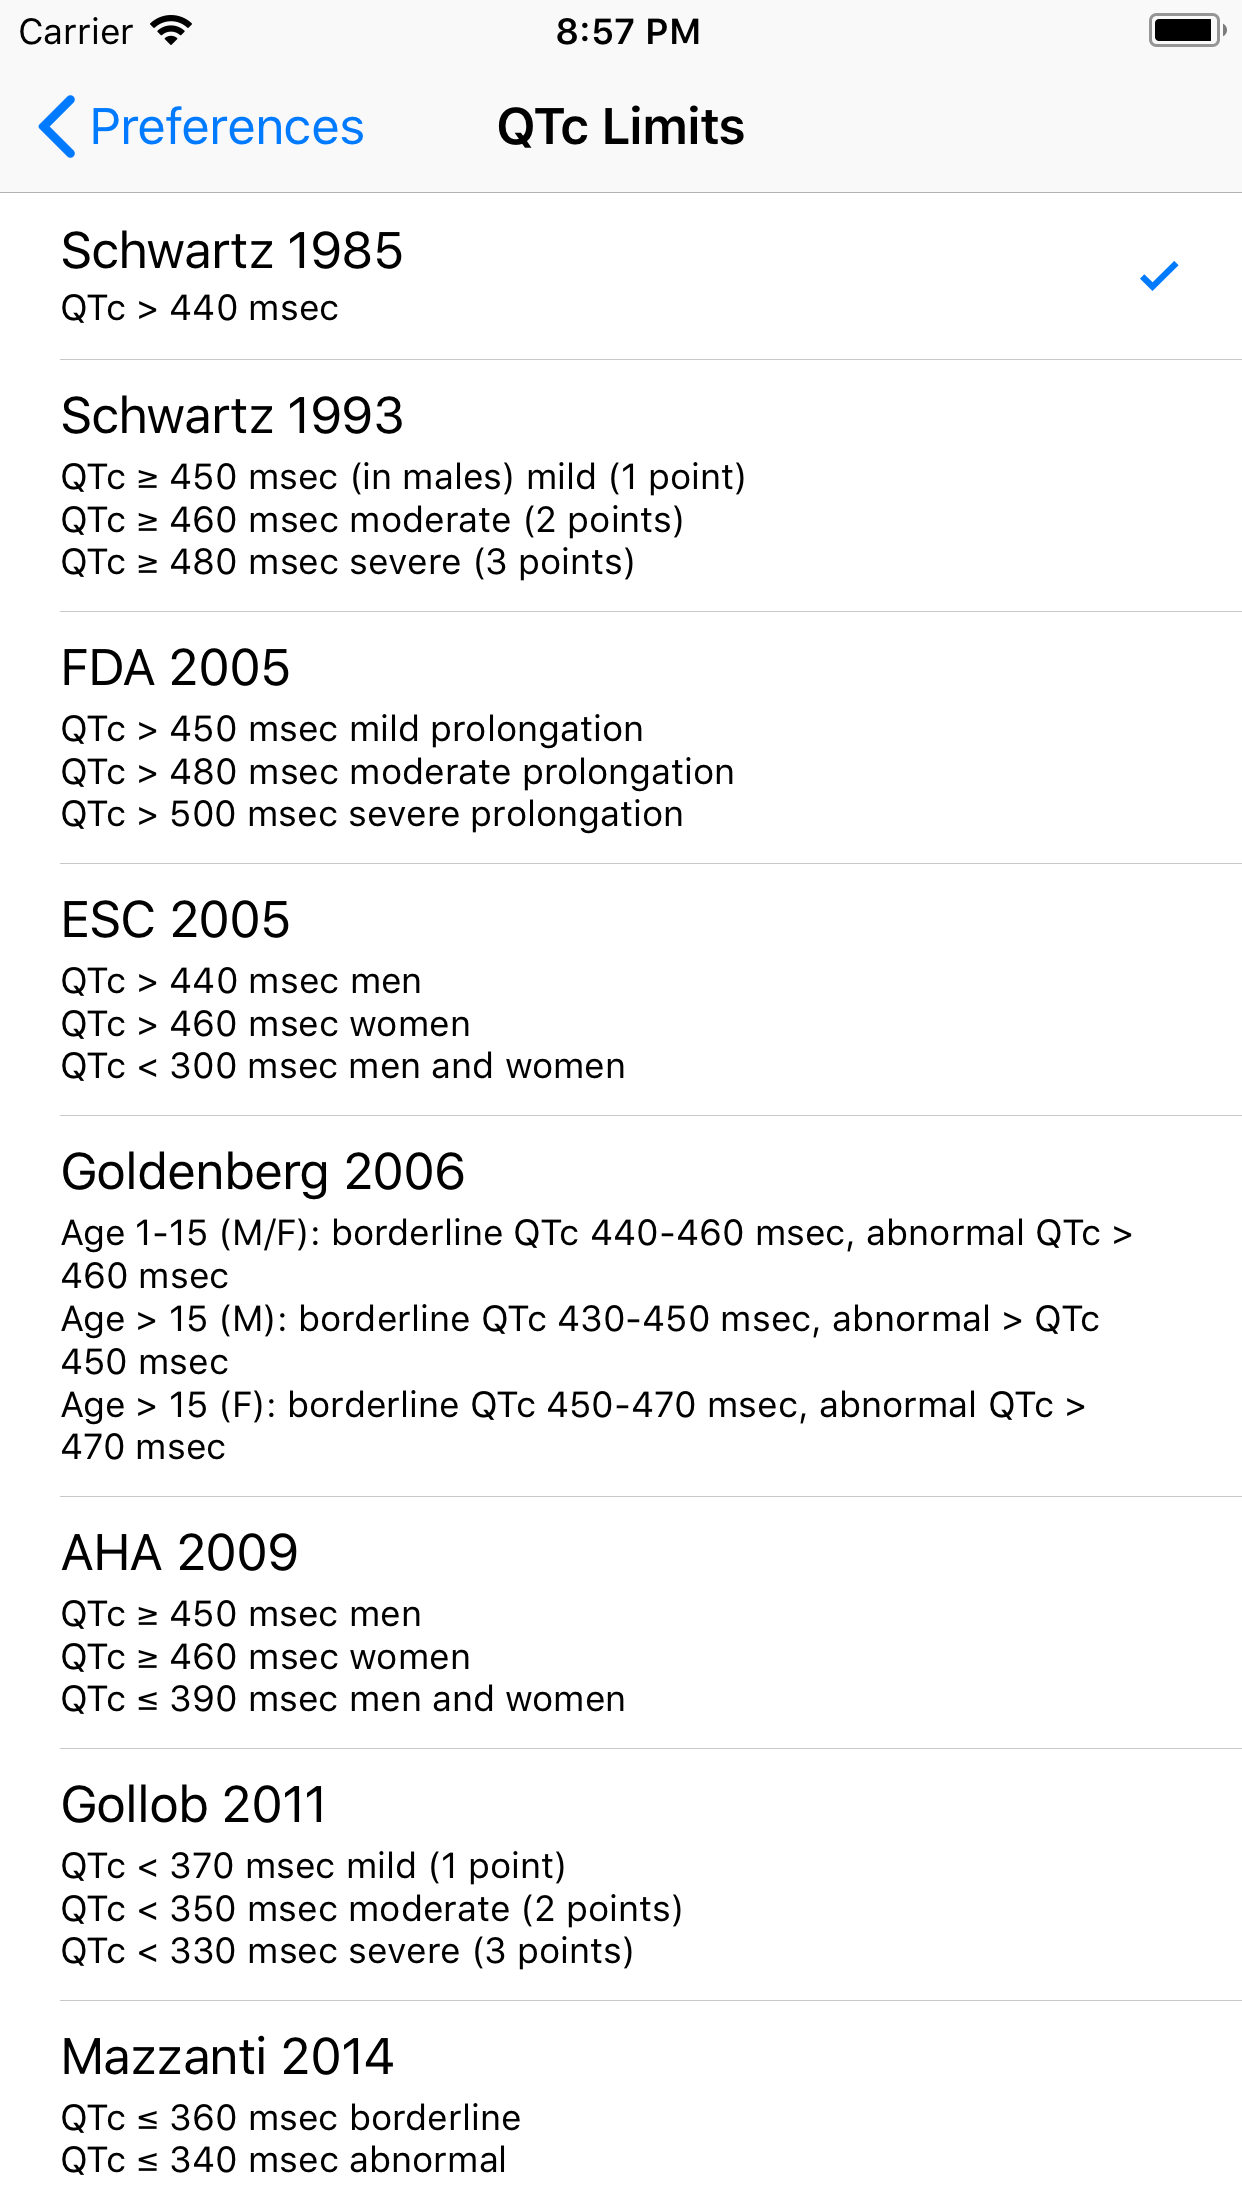 Carrier 8:57 PM
Preferences QTc Limits
Schwartz 1985
QTc > 440 msec
Schwartz 1993
QTc ≥ 450 msec (in males) mild (1 point)
QTc ≥ 460 msec moderate (2 points)
QTc ≥ 480 msec severe (3 points)
FDA 2005
QTc > 450 msec mild prolongation
QTc > 480 msec moderate prolongation
QTc > 500 msec severe prolongation
ESC 2005
QTc > 440 msec men
QTc > 460 msec women
QTc < 300 msec men and women
Goldenberg 2006
Age 1-15 (M/F): borderline QTc 440-460 msec, abnormal QTc >
460 msec
Age > 15 (M): borderline QTc 430-450 msec, abnormal > QTc
450 msec
Age > 15 (F): borderline QTc 450-470 msec, abnormal QTc >
470 msec
AHA 2009
QTc ≥ 450 msec men
QTc ≥ 460 msec women
QTc ≤ 390 msec men and women
Gollob 2011
QTc < 370 msec mild (1 point)
QTc < 350 msec moderate (2 points)
QTc < 330 msec severe (3 points)
Mazzanti 2014
QTc ≤ 360 msec borderline
QTc ≤ 340 msec abnormal